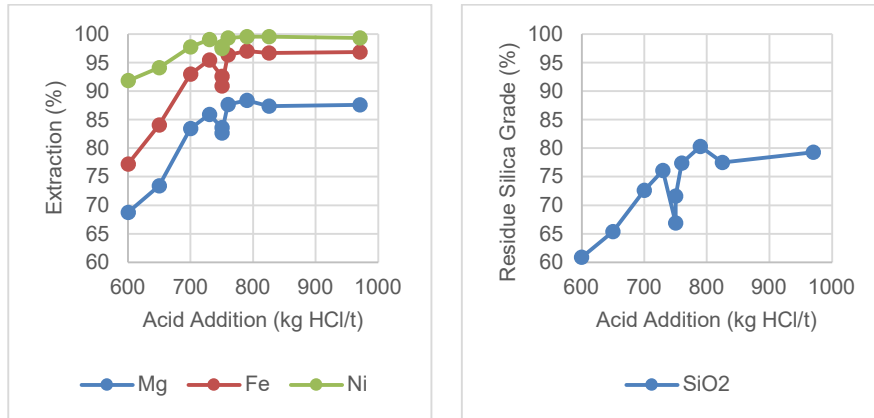 Extraction (%)
100
95
90
85
80
75
70
65
60
600 700 800 900 1000
Acid Addition (kg HCl/t)
Mg Fe Ni
Residue Silica Grade (%)
100
95
90
85
80
75
70
65
60
600 700 800 900 1000
Acid Addition (kg HCl/t)
SiO2